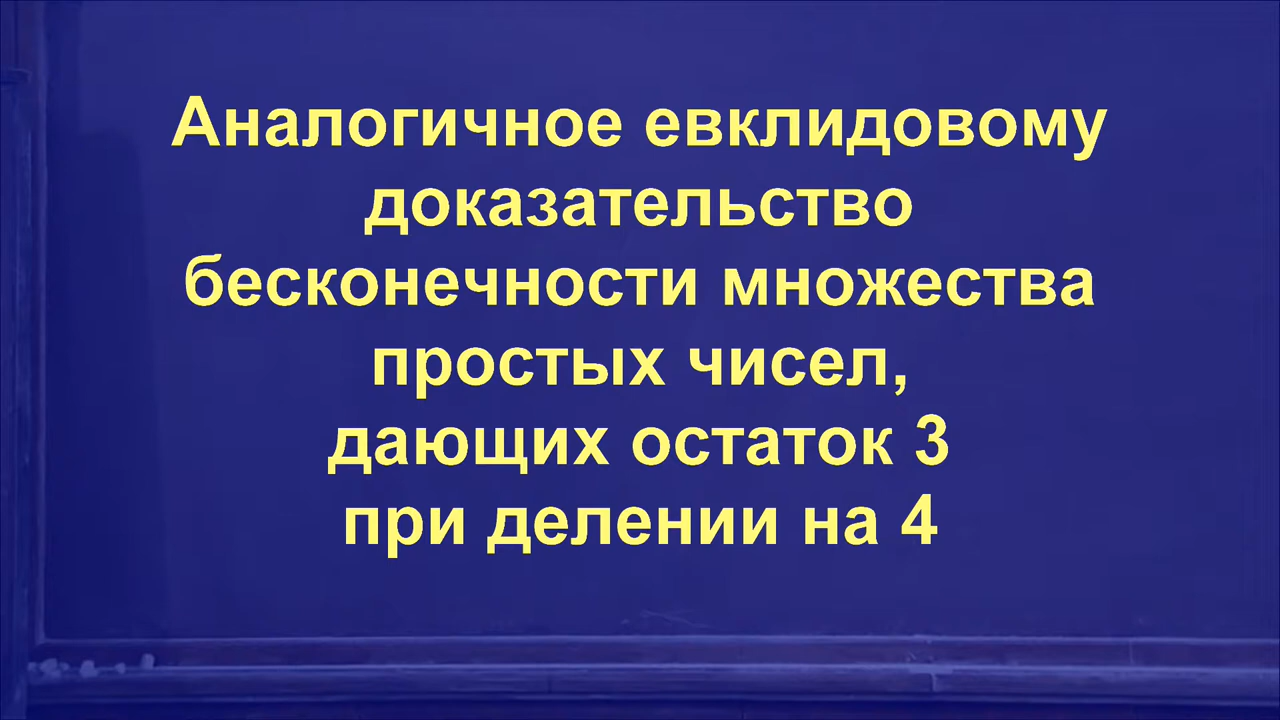 Аналогичное евклидовому
доказательство
бесконечности множества
простых чисел,
дающих остаток 3
при делении на 4